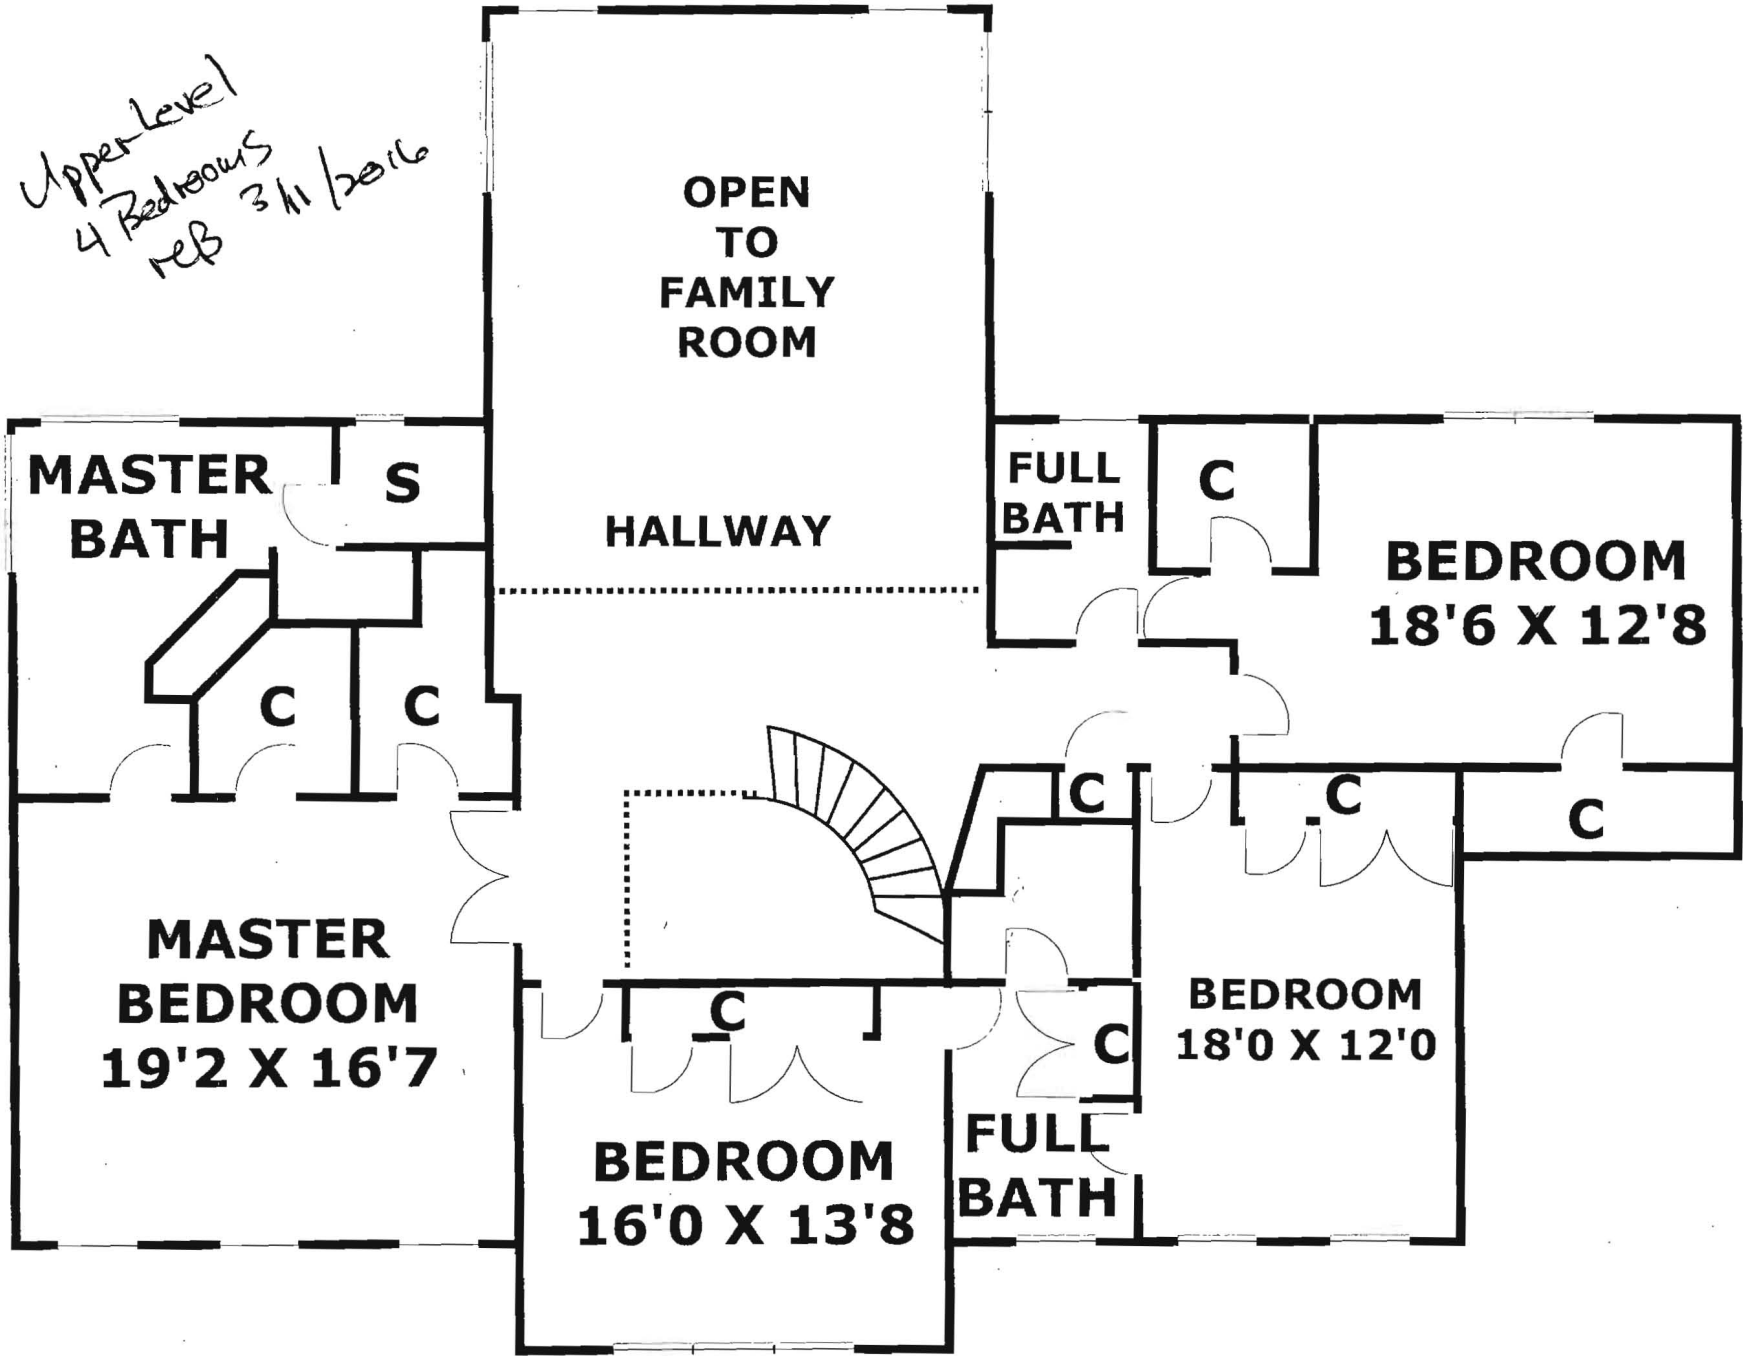 Upper Level
4 Bedrooms
3/11/2016
OPEN
TO
FAMILY
ROOM
HALLWAY
MASTER
BATH
S
C
C
FULL
BATH
C
BEDROOM
18'6 X 12'8
C
C
C
MASTER
BEDROOM
19'2 X 16'7
C
BEDROOM
16'0 X 13'8
C
FULL
BATH
BEDROOM
18'0 X 12'0